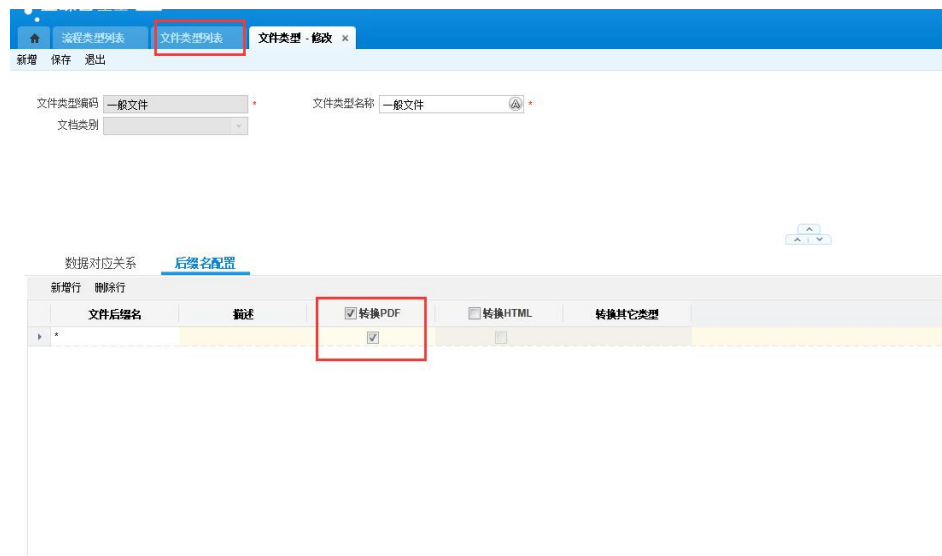 流程类型列表 文件类型列表 文件类型 - 修改 ×
新增 保存 退出
文件类型编码 一般文件 * 文件类型名称 一般文件 *
文档类别
数据对应关系 后缀名配置
新增行 删除行
文件后缀名 描述 转换PDF 转换HTML 转换其它类型
*